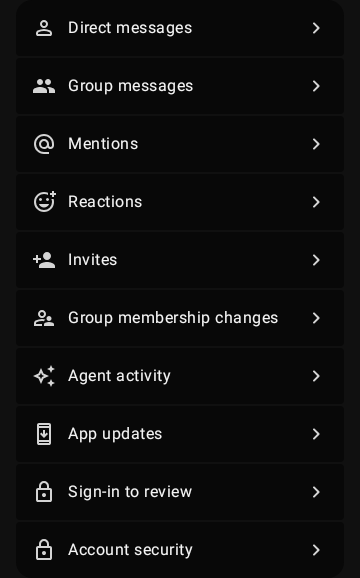 Direct messages
Group messages
Mentions
Reactions
Invites
Group membership changes
Agent activity
App updates
Sign-in to review
Account security